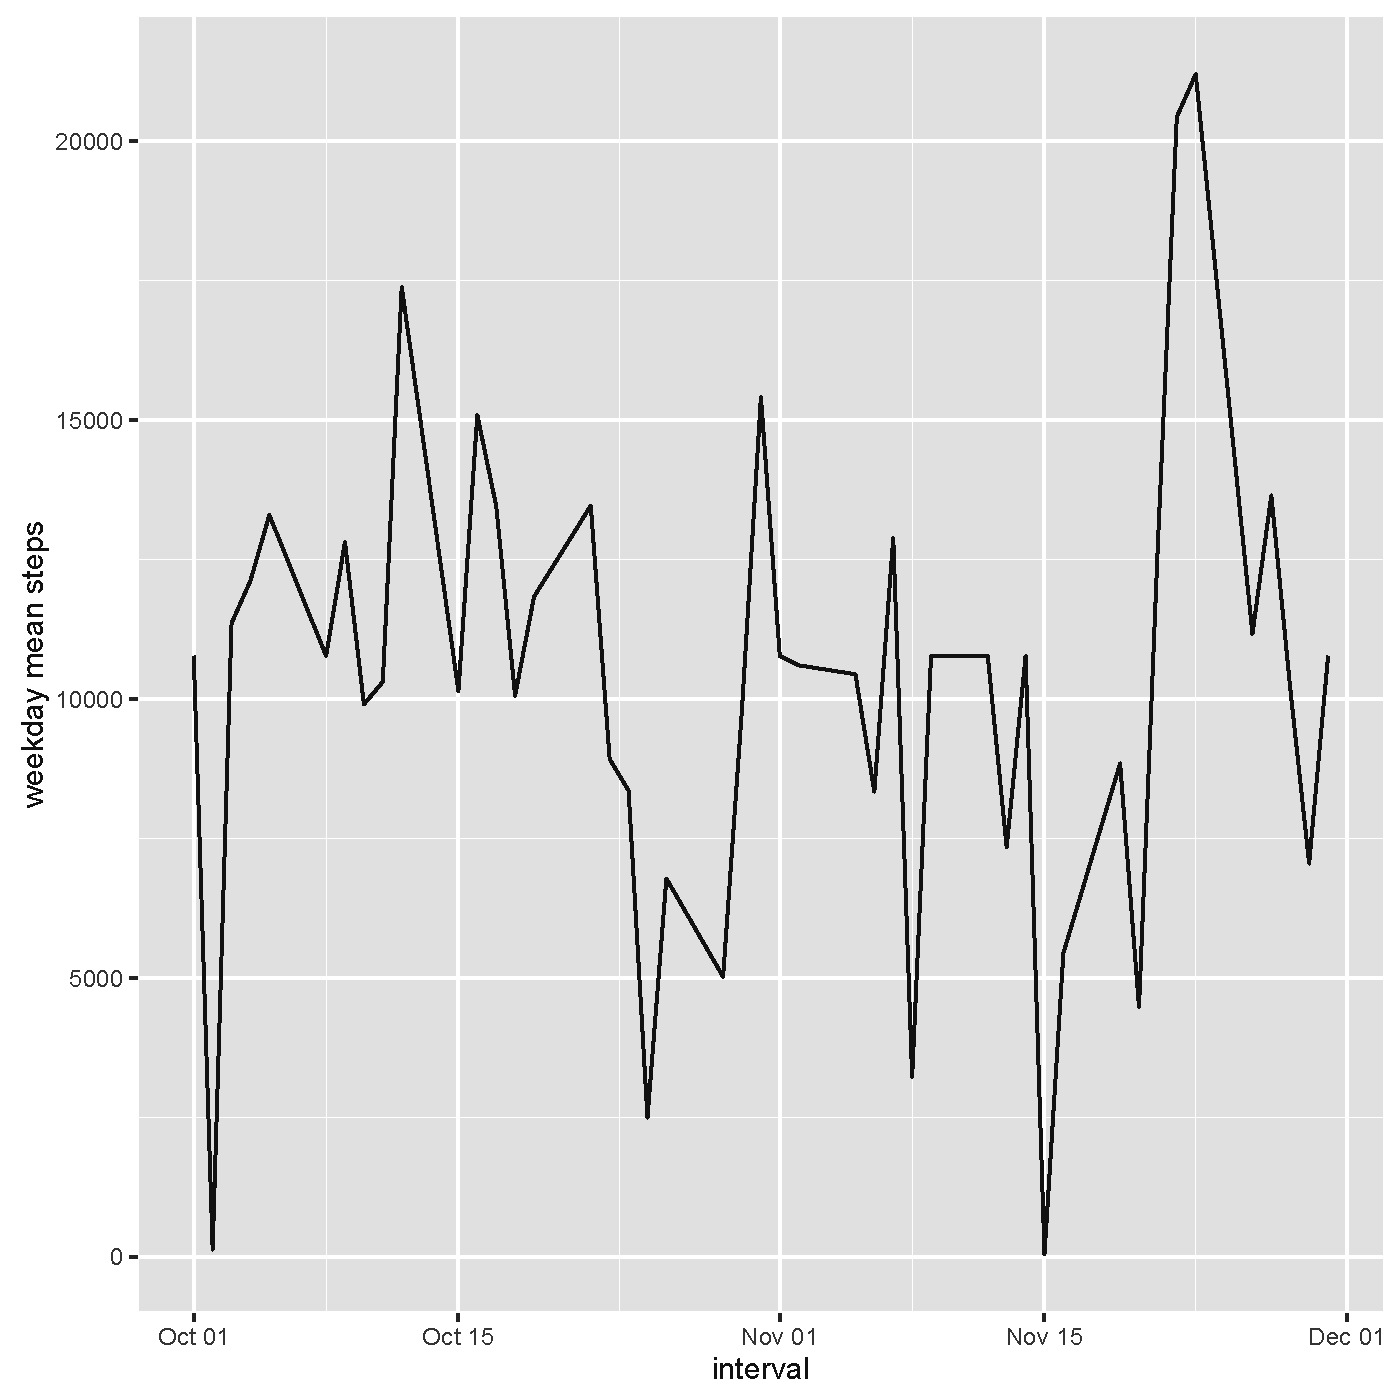 weekday mean steps
20000
15000
10000
5000
0
Oct 01
Oct 15
Nov 01
Nov 15
Dec 01
interval